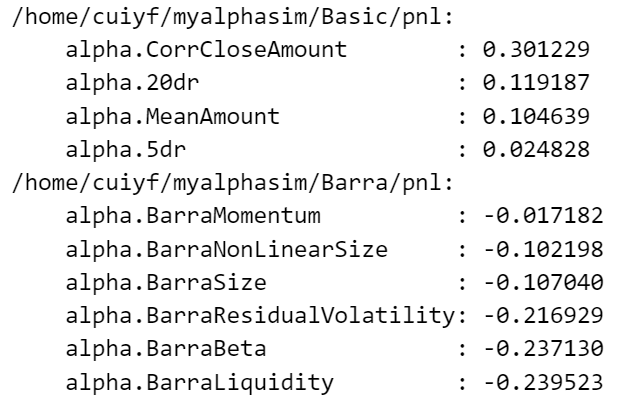 /home/cuiyf/myalphasim/Basic/pnl:
    alpha.CorrCloseAmount        : 0.301229
    alpha.20dr                   : 0.119187
    alpha.MeanAmount             : 0.104639
    alpha.5dr                    : 0.024828
/home/cuiyf/myalphasim/Barra/pnl:
    alpha.BarraMomentum          : -0.017182
    alpha.BarraNonLinearSize     : -0.102198
    alpha.BarraSize              : -0.107040
    alpha.BarraResidualVolatility: -0.216929
    alpha.BarraBeta              : -0.237130
    alpha.BarraLiquidity         : -0.239523